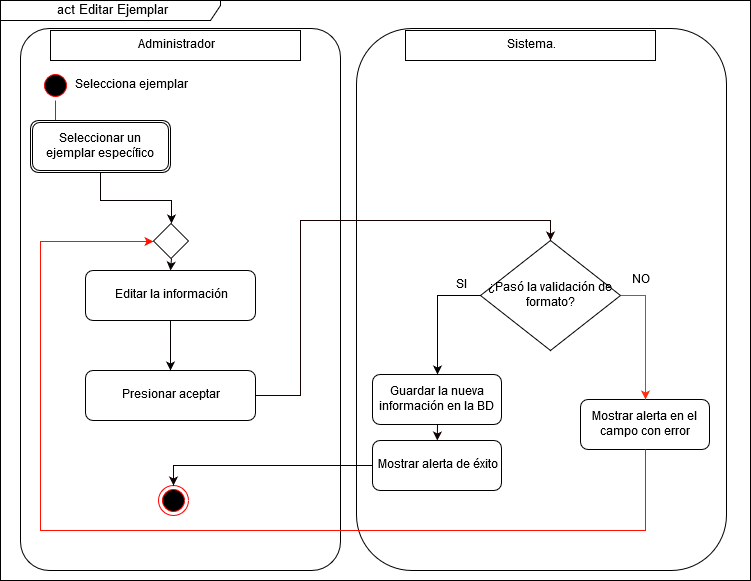 act Editar Ejemplar
Administrador
Sistema.
Selecciona ejemplar
Seleccionar un
ejemplar específico
Editar la información
Presionar aceptar
¿Pasó la validación de
formato?
SI
NO
Guardar la nueva
información en la BD
Mostrar alerta en el
campo con error
Mostrar alerta de éxito